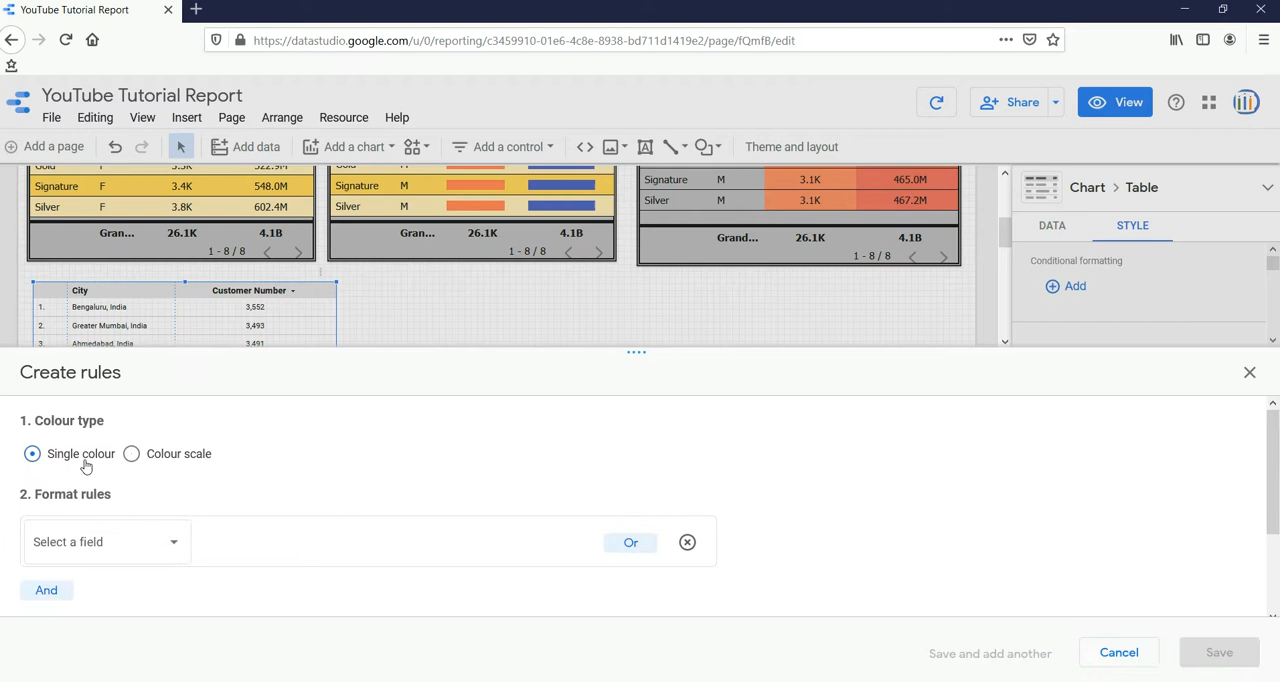 YouTube Tutorial Report
https://datastudio.google.com/u/0/reporting/c3459910-01e6-4c8e-8938-bd711d1419e2/page/fQmfB/edit
YouTube Tutorial Report
File Editing View Insert Page Arrange Resource Help
Share View
Add a page Add data Add a chart Add a control Theme and layout
Signature F 3.4K 548.0M
Silver F 3.8K 602.4M
Gran... 26.1K 4.1B
1 - 8 / 8
Signature M
Silver M
Gran... 26.1K 4.1B
1 - 8 / 8
Signature M 3.1K 465.0M
Silver M 3.1K 467.2M
Grand... 26.1K 4.1B
1 - 8 / 8
Chart > Table
DATA STYLE
Conditional formatting
Add
City Customer Number
1. Bengaluru, India 3,552
2. Greater Mumbai, India 3,493
3. Ahmedabad, India 3,491
Create rules
1. Colour type
Single colour Colour scale
2. Format rules
Select a field Or
And
Save and add another Cancel Save